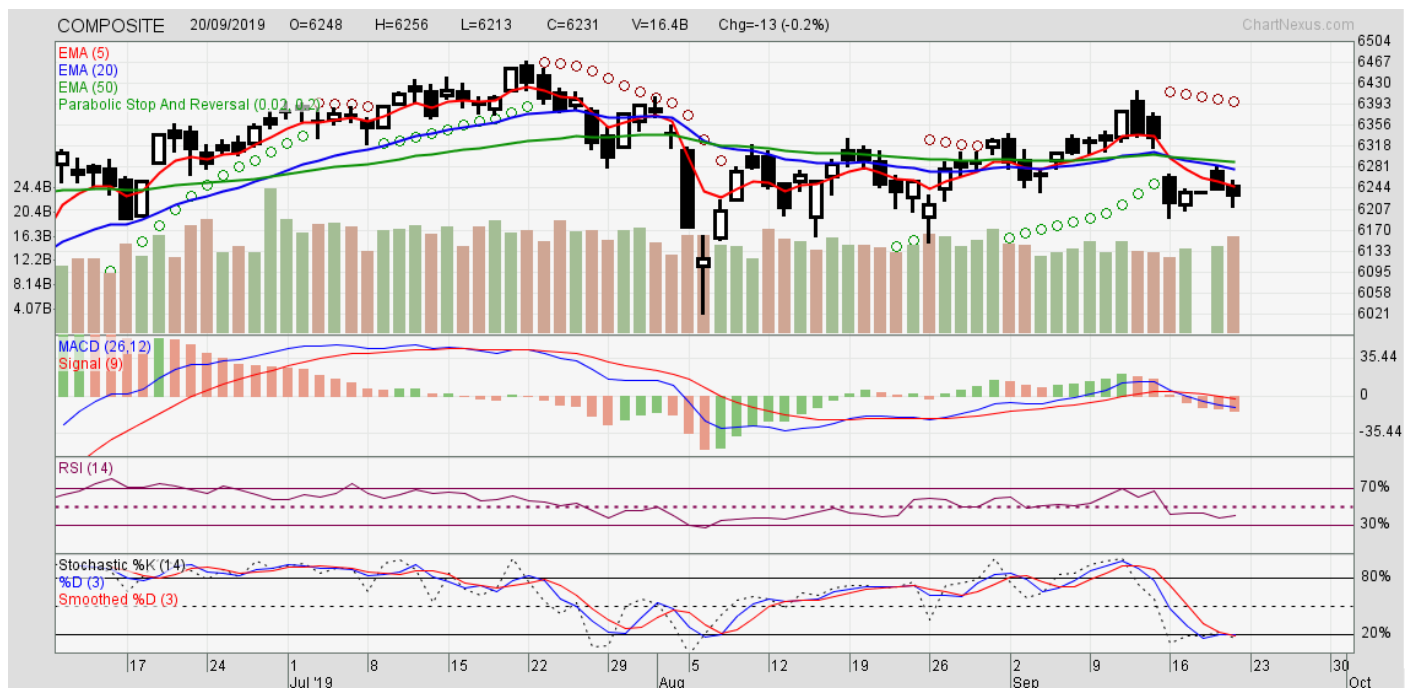 COMPOSITE 20/09/2019 O=6248 H=6256 L=6213 C=6231 V=16.4B Chg=-13 (-0.2%) ChartNexus.com
EMA (5)
EMA (20)
EMA (50)
Parabolic Stop And Reversal (0.02, 0.2)
6504
6467
6430
6393
6356
6318
6281
6244
6207
6170
6133
6095
6058
6021
24.4B
20.4B
16.3B
12.2B
8.14B
4.07B
MACD (26,12)
Signal (9)
35.44
0
-35.44
RSI (14)
70%
30%
Stochastic %K (14)
%D (3)
Smoothed %D (3)
80%
20%
17 24 1 8 15 22 29 5 12 19 26 2 9 16 23 30
Jul '19 Aug Sep Oct